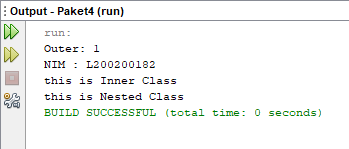 Output - Paket4 (run)
run:
Outer: 1
NIM : L200200182
this is Inner Class
this is Nested Class
BUILD SUCCESSFUL (total time: 0 seconds)